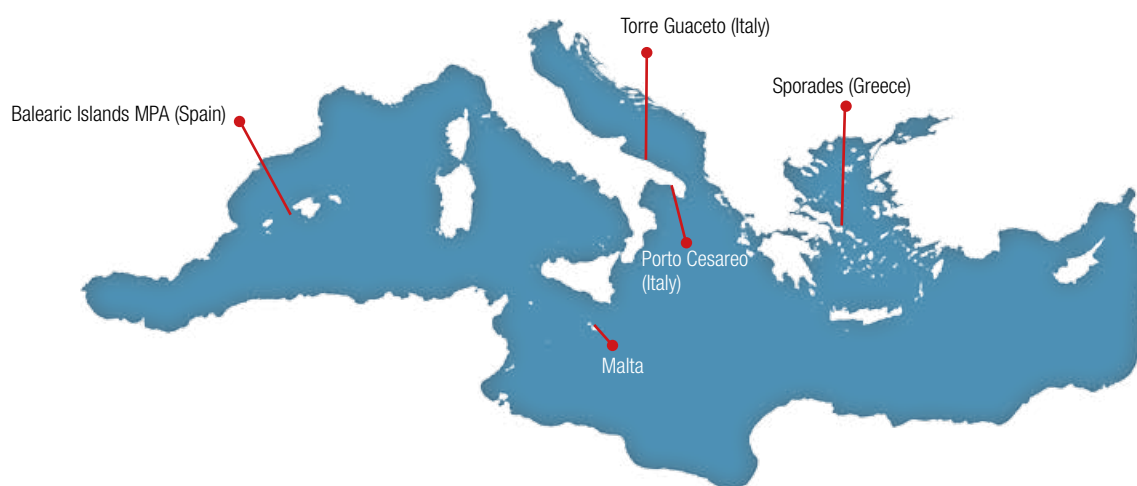 Torre Guaceto (Italy)
Sporades (Greece)
Balearic Islands MPA (Spain)
Porto Cesareo
(Italy)
Malta